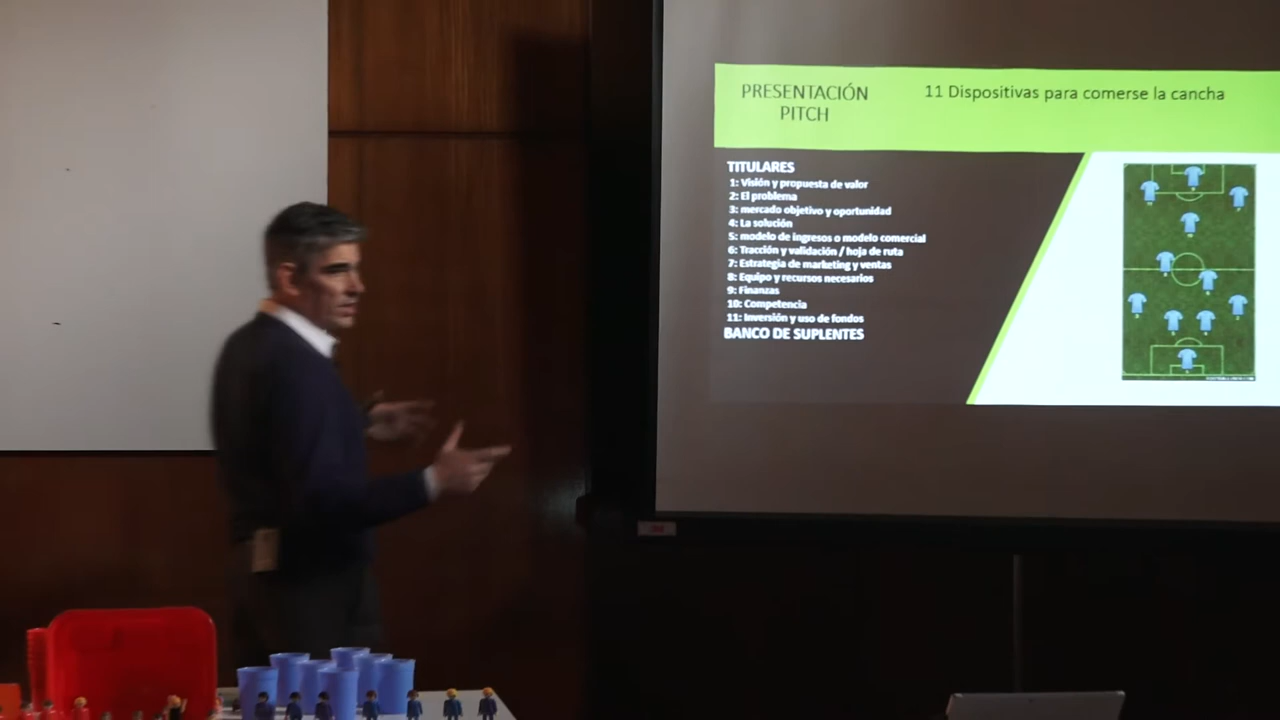 PRESENTACIÓN
PITCH
11 Dispositivas para comerse la cancha
TITULARES
1: Visión y propuesta de valor
2: El problema
3: mercado objetivo y oportunidad
4: La solución
5: modelo de ingresos o modelo comercial
6: Tracción y validación / hoja de ruta
7: Estrategia de marketing y ventas
8: Equipo y recursos necesarios
9: Finanzas
10: Competencia
11: Inversión y uso de fondos
BANCO DE SUPLENTES